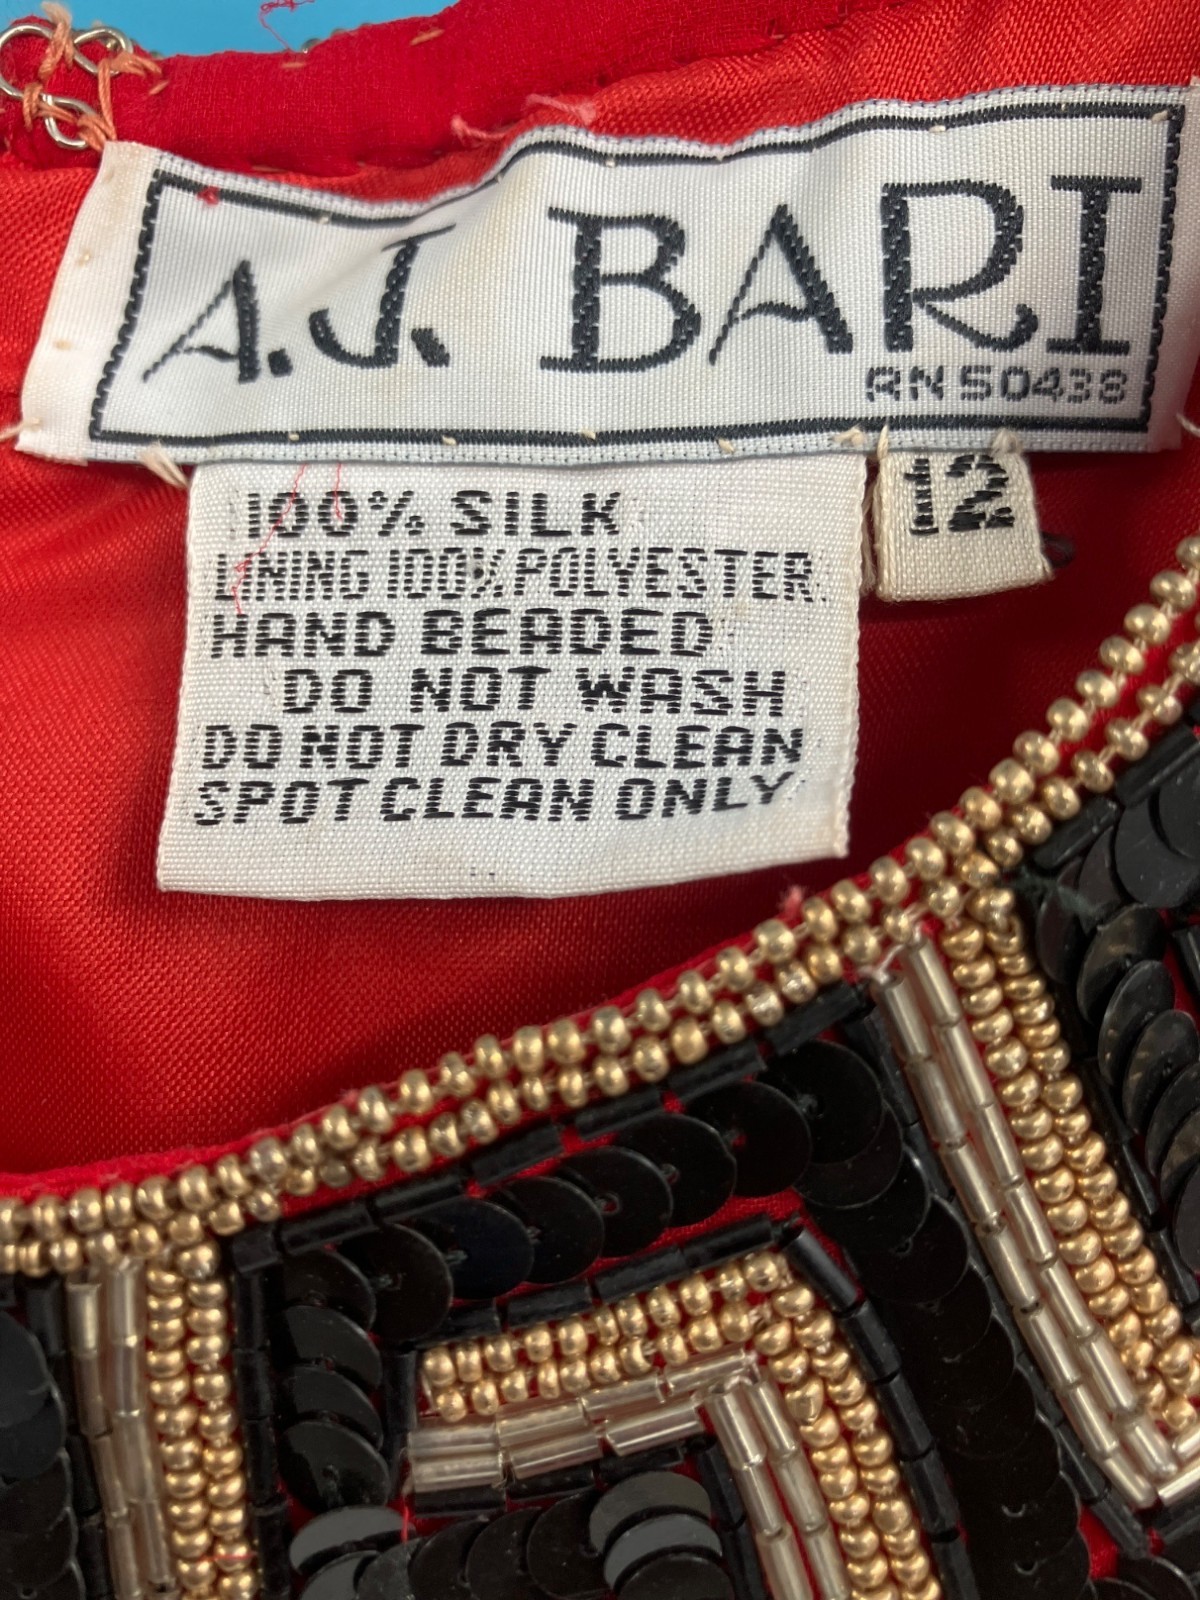 A.J. BARI
RN 50438
12
100% SILK
LINING 100% POLYESTER
HAND BEADED
DO NOT WASH
DO NOT DRY CLEAN
SPOT CLEAN ONLY